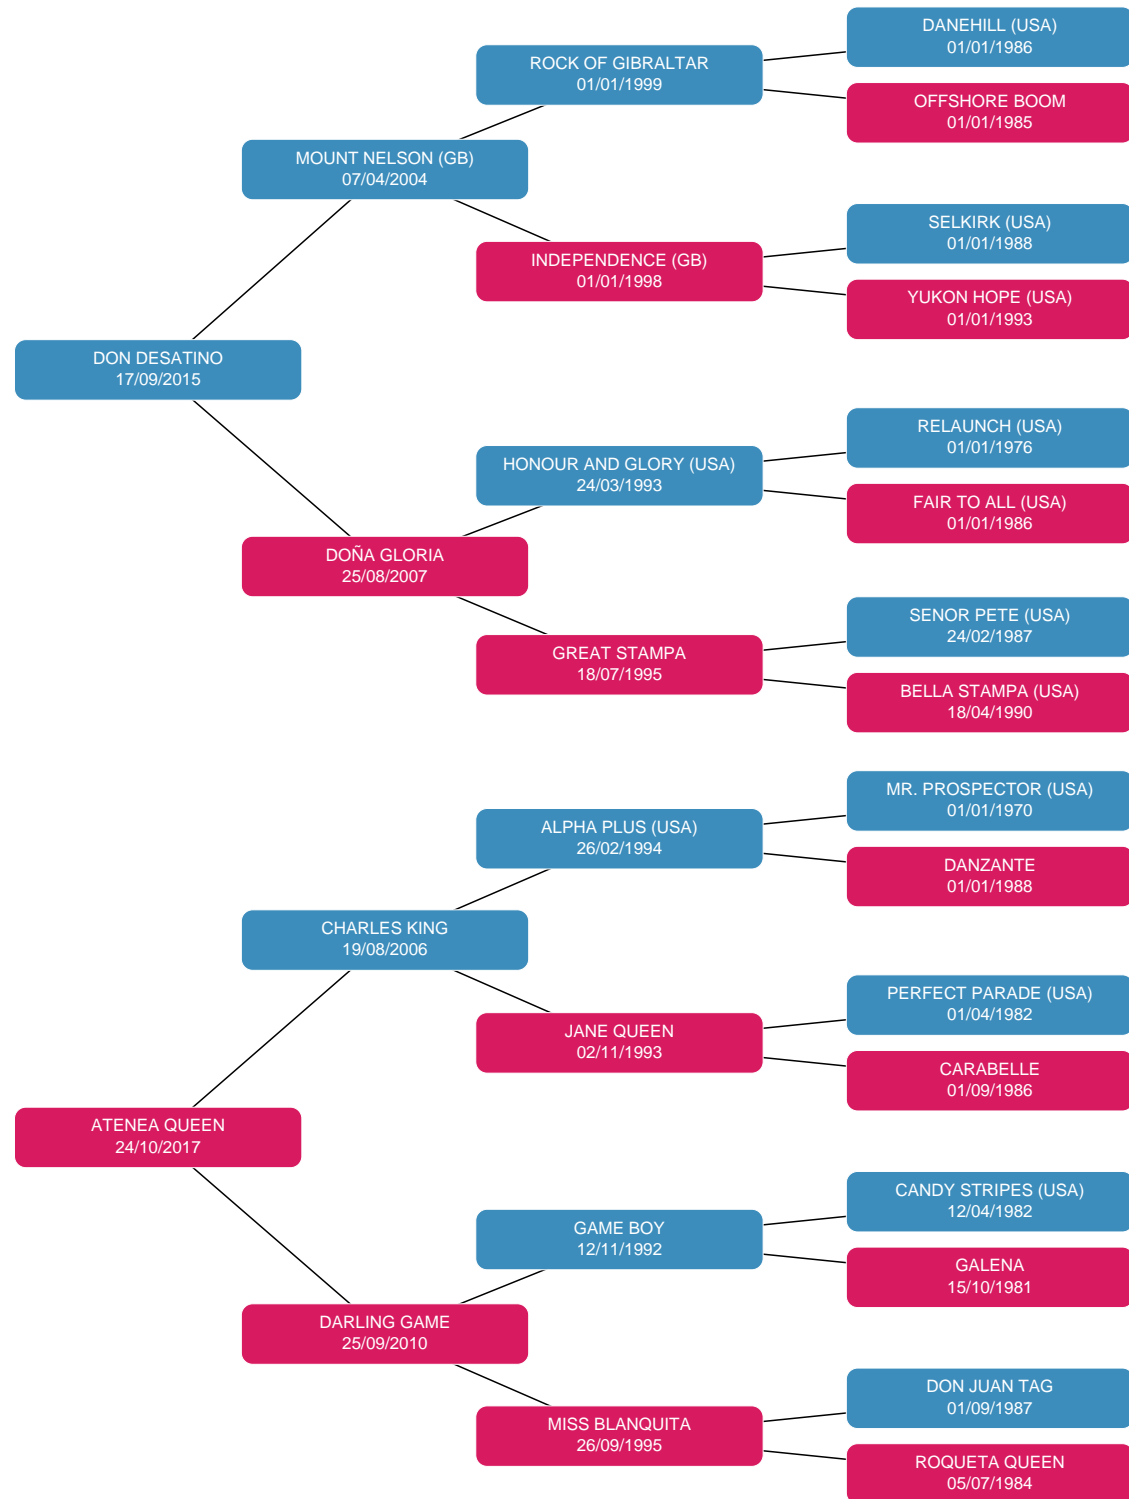 DANEHILL (USA)
01/01/1986
ROCK OF GIBRALTAR
01/01/1999
OFFSHORE BOOM
01/01/1985
MOUNT NELSON (GB)
07/04/2004
SELKIRK (USA)
01/01/1988
INDEPENDENCE (GB)
01/01/1998
YUKON HOPE (USA)
01/01/1993
DON DESATINO
17/09/2015
RELAUNCH (USA)
01/01/1976
HONOUR AND GLORY (USA)
24/03/1993
FAIR TO ALL (USA)
01/01/1986
DOÑA GLORIA
25/08/2007
SENOR PETE (USA)
24/02/1987
GREAT STAMPA
18/07/1995
BELLA STAMPA (USA)
18/04/1990
MR. PROSPECTOR (USA)
01/01/1970
ALPHA PLUS (USA)
26/02/1994
DANZANTE
01/01/1988
CHARLES KING
19/08/2006
PERFECT PARADE (USA)
01/04/1982
JANE QUEEN
02/11/1993
CARABELLE
01/09/1986
ATENEA QUEEN
24/10/2017
CANDY STRIPES (USA)
12/04/1982
GAME BOY
12/11/1992
GALENA
15/10/1981
DARLING GAME
25/09/2010
DON JUAN TAG
01/09/1987
MISS BLANQUITA
26/09/1995
ROQUETA QUEEN
05/07/1984